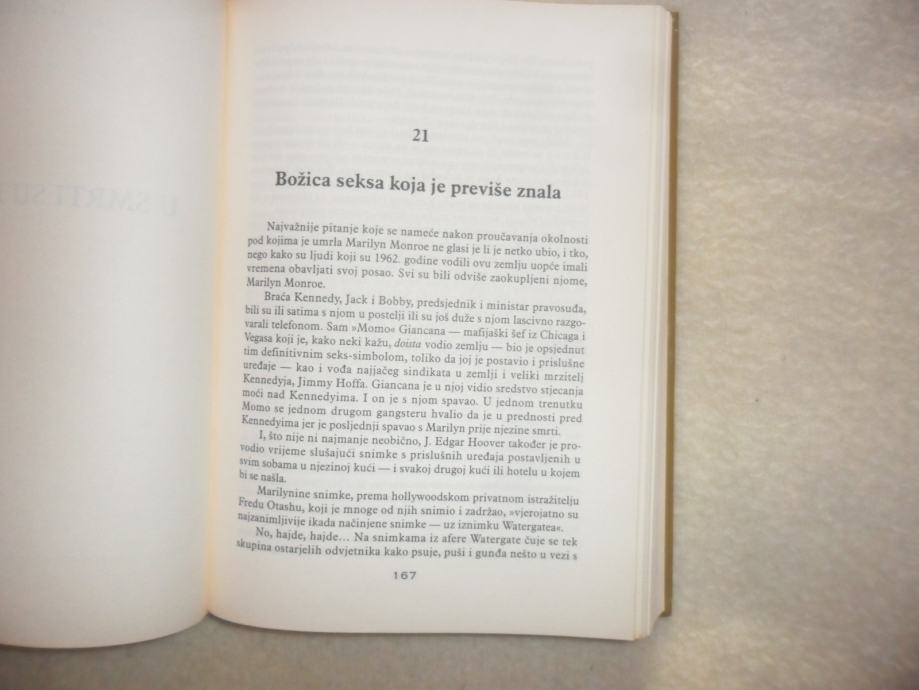 21
Božica seksa koja je previše znala
Najvažnije pitanje koje se nameće nakon proučavanja okolnosti
pod kojima je umrla Marilyn Monroe ne glasi je li je netko ubio, i tko,
nego kako su ljudi koji su 1962. godine vodili ovu zemlju uopće imali
vremena obavljati svoj posao. Svi su bili odviše zaokupljeni njome,
Marilyn Monroe.
Braća Kennedy, Jack i Bobby, predsjednik i ministar pravosuđa,
bili su ili satima s njom u postelji ili su još duže s njom lascivno razgo-
varali telefonom. Sam »Momo« Giancana — mafijaški šef iz Chicaga i
Vegasa koji je, kako neki kažu, doista vodio zemlju — bio je opsjednut
tim definitivnim seks-simbolom, toliko da joj je postavio i prislušne
uređaje — kao i vođa najjačeg sindikata u zemlji i veliki mrzitelj
Kennedyja, Jimmy Hoffa. Giancana je u njoj vidio sredstvo stjecanja
moći nad Kennedyima. I on je s njom spavao. U jednom trenutku
Momo se jednom drugom gangsteru hvalio da je u prednosti pred
Kennedyima jer je posljednji spavao s Marilyn prije njezine smrti.
I, što nije ni najmanje neobično, J. Edgar Hoover također je pro-
vodio vrijeme slušajući snimke s prislušnih uređaja postavljenih u
svim sobama u njezinoj kući — i svakoj drugoj kući ili hotelu u kojem
bi se našla.
Marilynine snimke, prema hollywoodskom privatnom istražitelju
Fredu Otashu, koji je mnoge od njih snimio i zadržao, »vjerojatno su
najzanimljivije ikada načinjene snimke — uz iznimku Watergatea«.
No, hajde, hajde... Na snimkama iz afere Watergate čuje se tek
skupina ostarjelih odvjetnika kako psuje, puši i gunđa nešto u vezi s
167